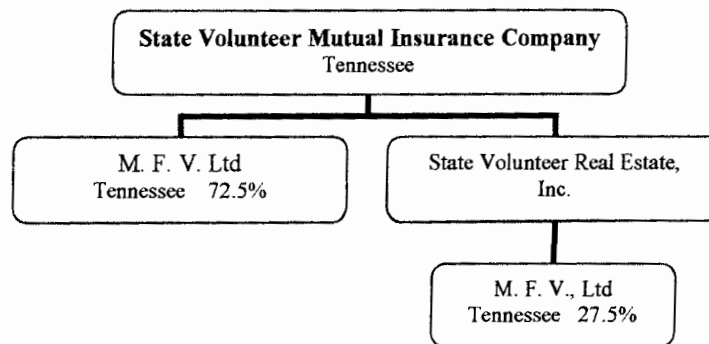 State Volunteer Mutual Insurance Company
Tennessee
M. F. V. Ltd
Tennessee 72.5%
State Volunteer Real Estate,
Inc.
M. F. V., Ltd
Tennessee 27.5%